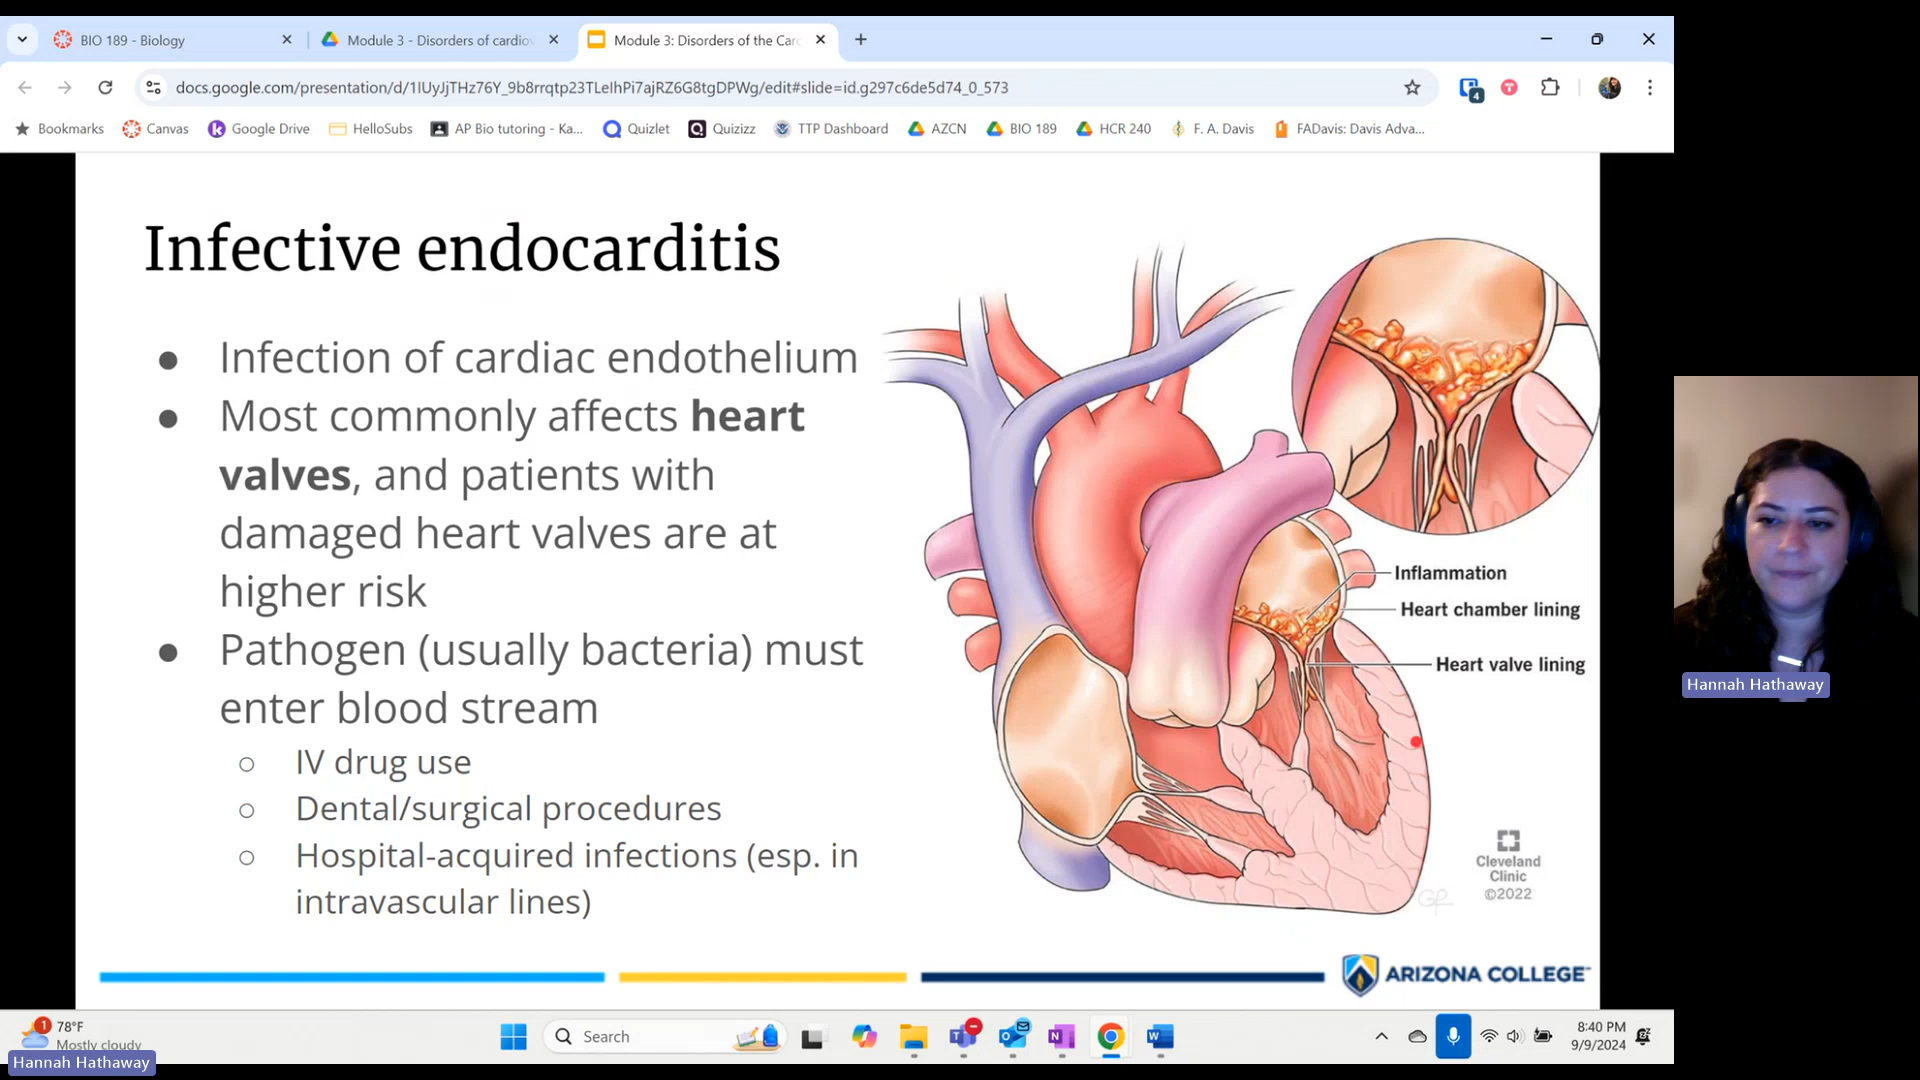 BIO 189 - Biology
Module 3 - Disorders of cardiov
Module 3: Disorders of the Car
docs.google.com/presentation/d/1IUyJjTHz76Y_9b8rrqtp23TLeIhPi7ajRZ6G8tgDPWg/edit#slide=id.g297c6de5d74_0_573
4
Bookmarks
Canvas
Google Drive
HelloSubs
AP Bio tutoring - Ka...
Quizlet
Quizizz
TTP Dashboard
AZCN
BIO 189
HCR 240
F. A. Davis
FADavis: Davis Adva...
Infective endocarditis
● Infection of cardiac endothelium
● Most commonly affects heart
valves, and patients with
damaged heart valves are at
higher risk
● Pathogen (usually bacteria) must
enter blood stream
○ IV drug use
○ Dental/surgical procedures
○ Hospital-acquired infections (esp. in
intravascular lines)
Inflammation
Heart chamber lining
Heart valve lining
Cleveland
Clinic
©2022
ARIZONA COLLEGE
Hannah Hathaway
1
78°F
Mostly cloudy
Search
8:40 PM
9/9/2024
Hannah Hathaway